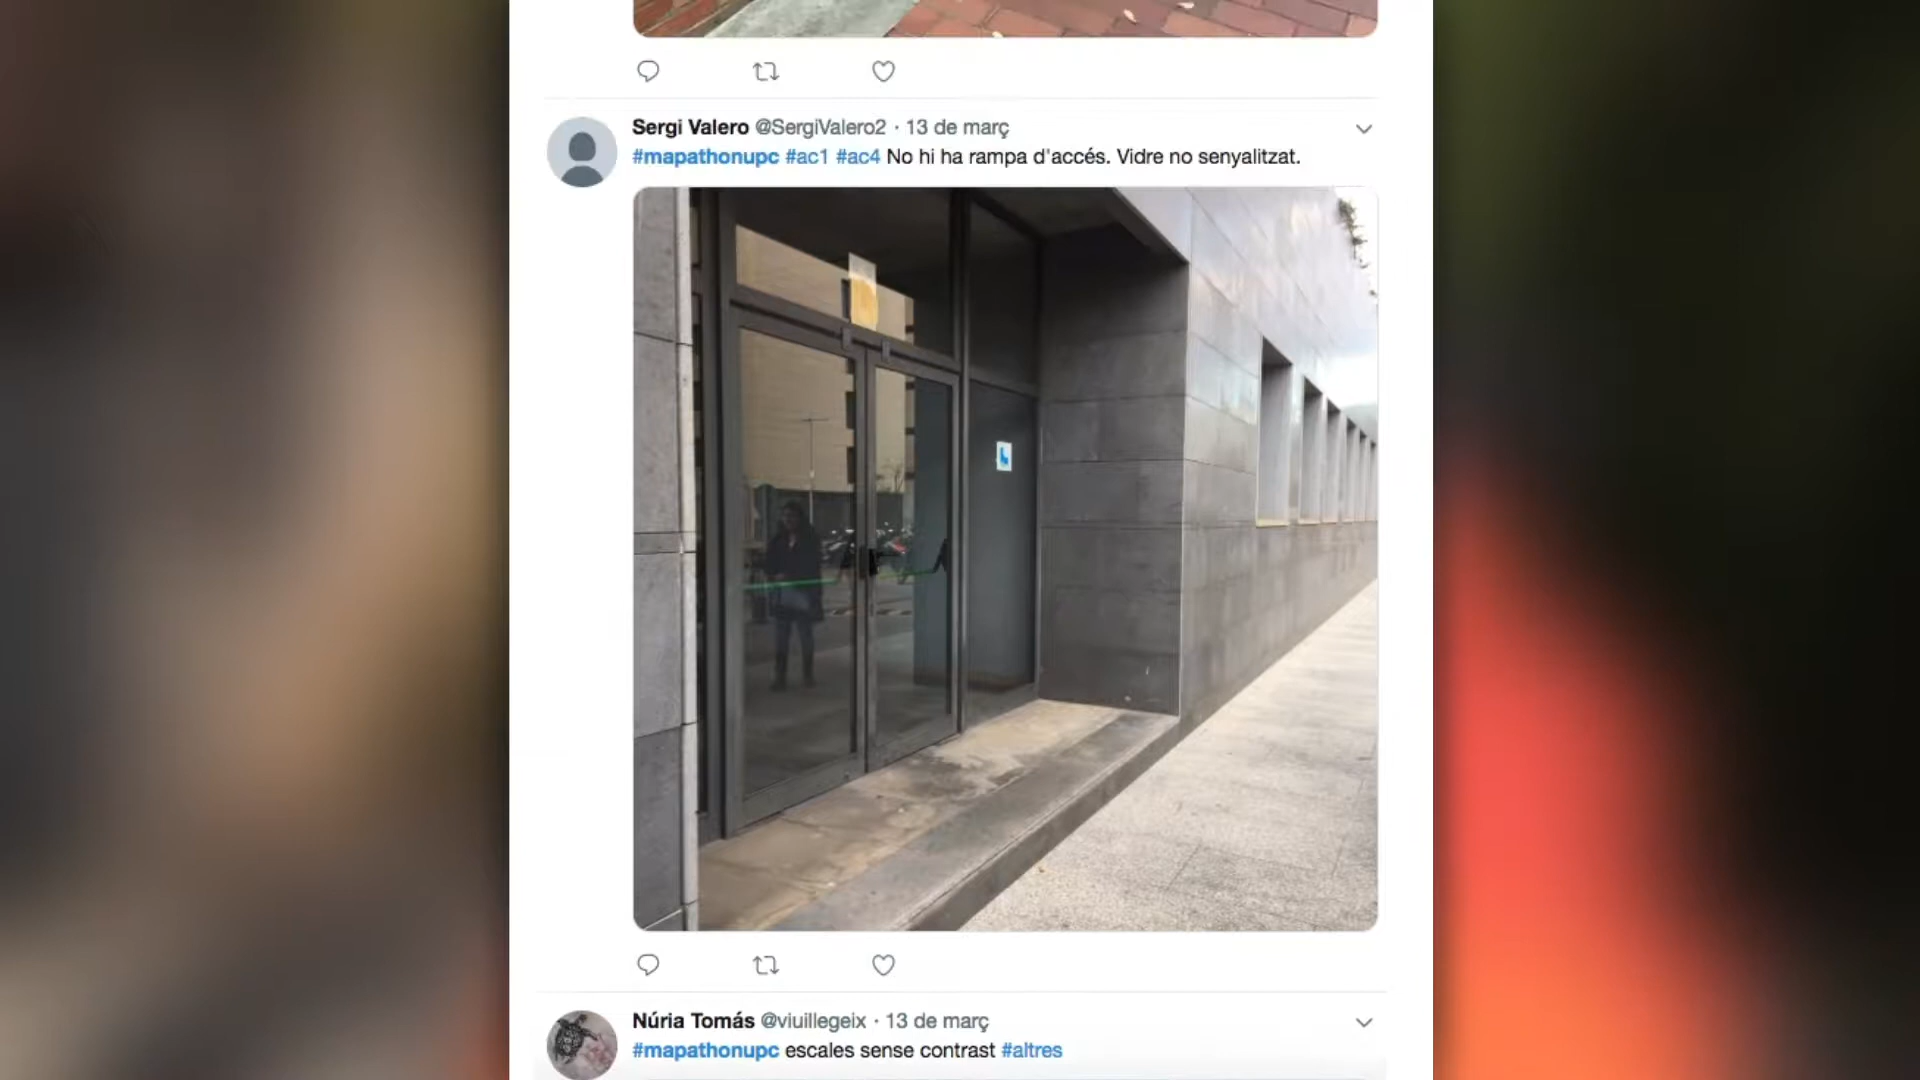 Sergi Valero @SergiValero2 · 13 de març
#mapathonupc #ac1 #ac4 No hi ha rampa d'accés. Vidre no senyalitzat.
Núria Tomás @viuillegeix · 13 de març
#mapathonupc escales sense contrast #altres